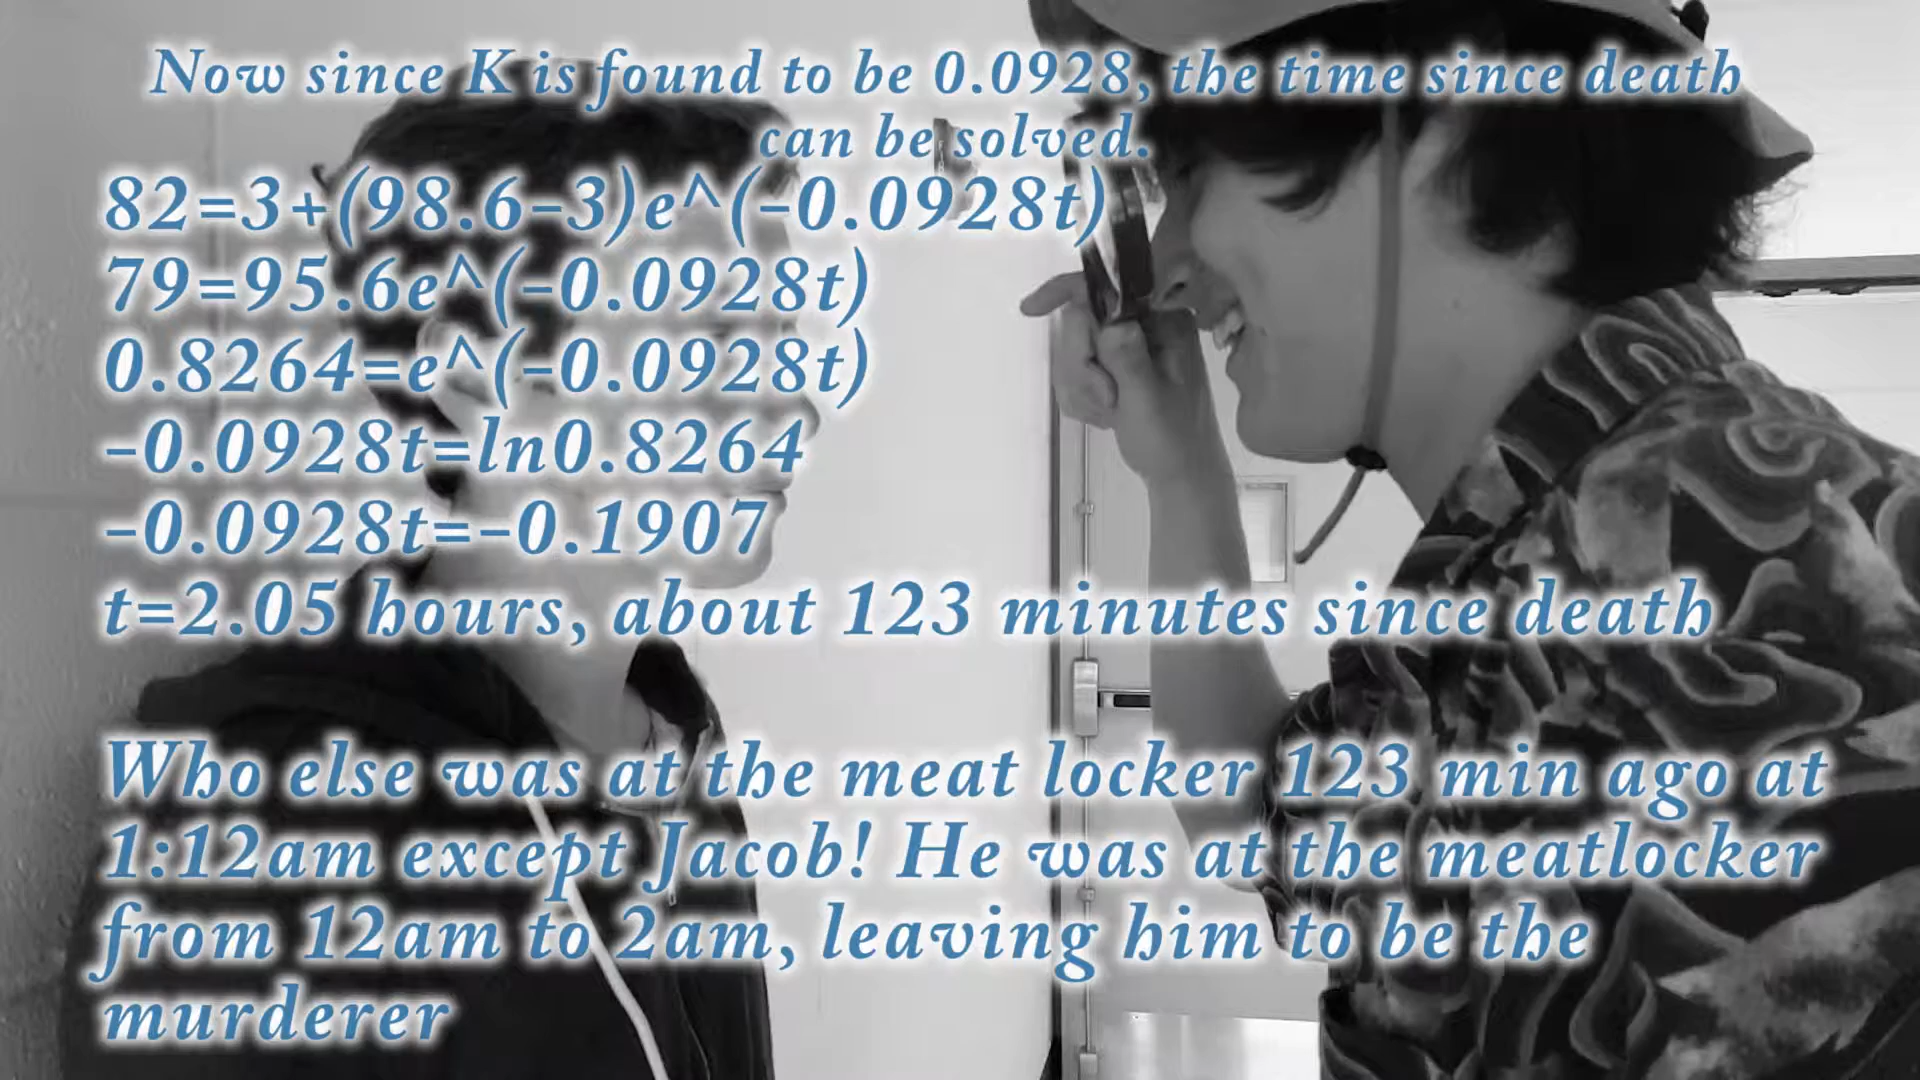 Now since K is found to be 0.0928, the time since death
can be solved.
82=3+(98.6-3)e^(-0.0928t)
79=95.6e^(-0.0928t)
0.8264=e^(-0.0928t)
-0.0928t=ln0.8264
-0.0928t=-0.1907
t=2.05 hours, about 123 minutes since death
Who else was at the meat locker 123 min ago at
1:12am except Jacob! He was at the meatlocker
from 12am to 2am, leaving him to be the
murderer